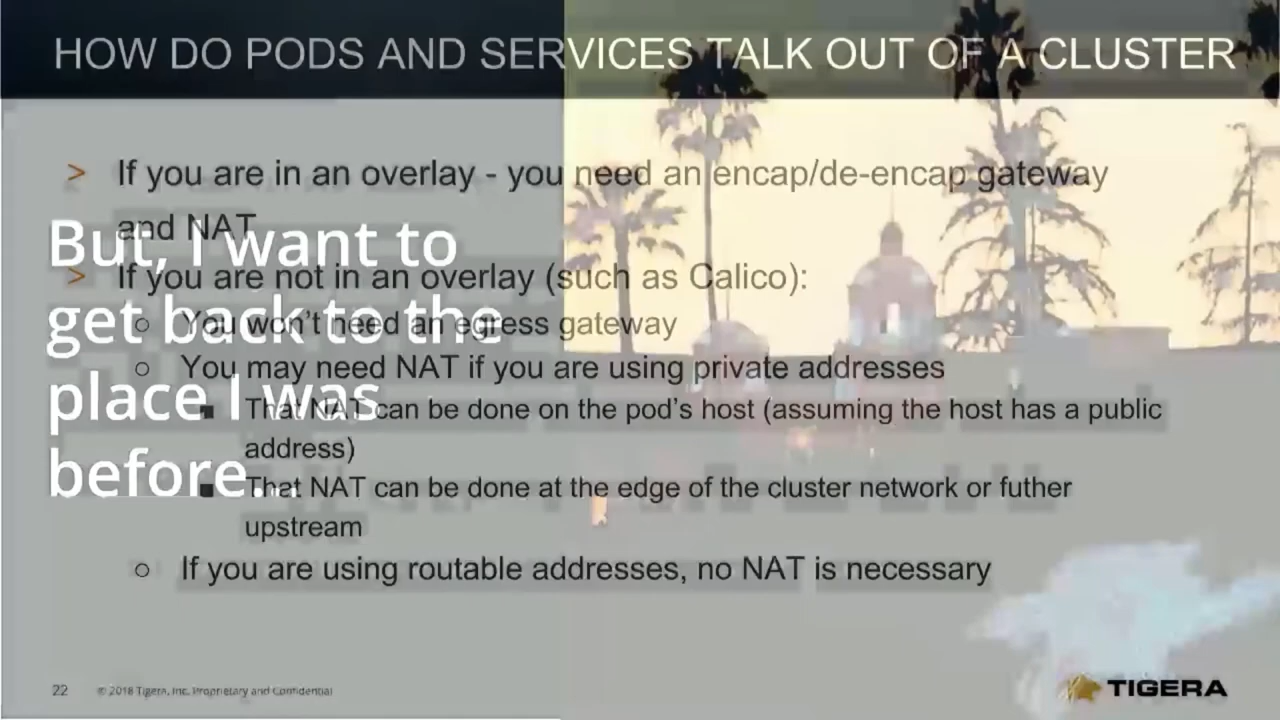 HOW DO PODS AND SERVICES TALK OUT OF A CLUSTER
> If you are in an overlay - you need an encap/de-encap gateway
and NAT
> If you are not in an overlay (such as Calico):
○ You won't need an egress gateway
○ You may need NAT if you are using private addresses
■ That NAT can be done on the pod's host (assuming the host has a public
address)
■ That NAT can be done at the edge of the cluster network or futher
upstream
○ If you are using routable addresses, no NAT is necessary
But, I want to
get back to the
place I was
before...
22 © 2018 Tigera, Inc. Proprietary and Confidential
TIGERA